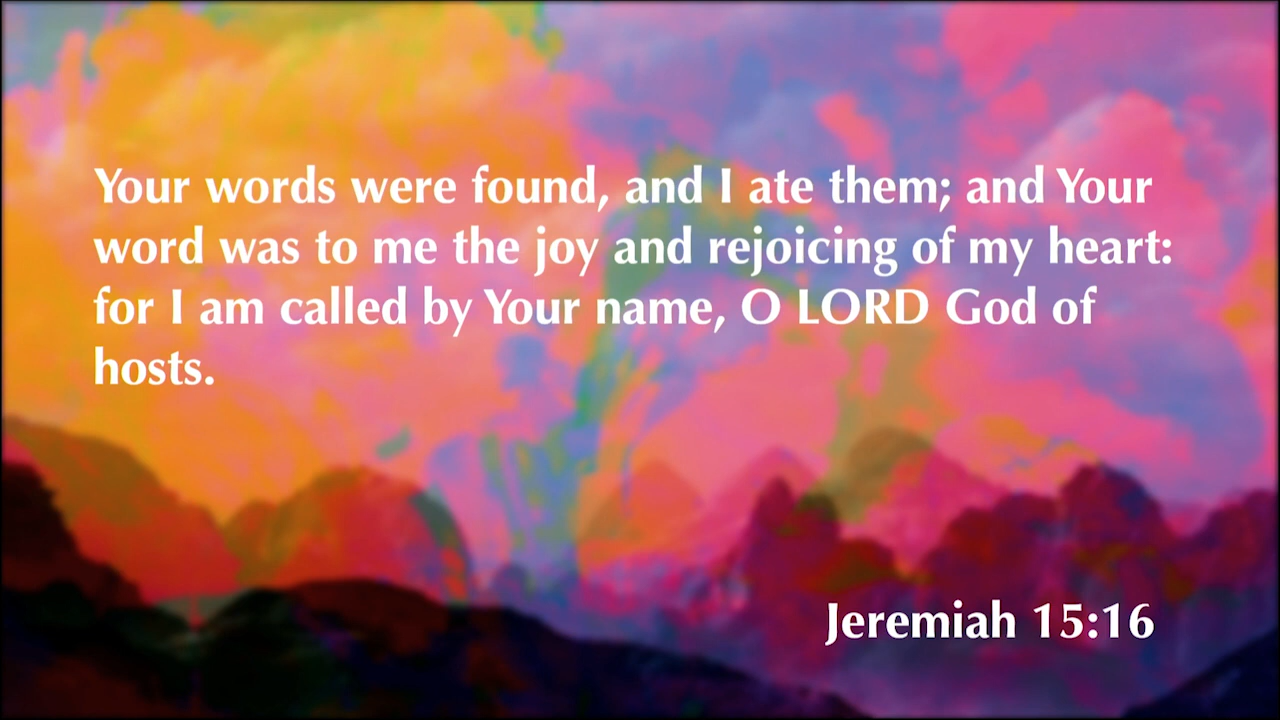 Your words were found, and I ate them; and Your
word was to me the joy and rejoicing of my heart:
for I am called by Your name, O LORD God of
hosts.
Jeremiah 15:16